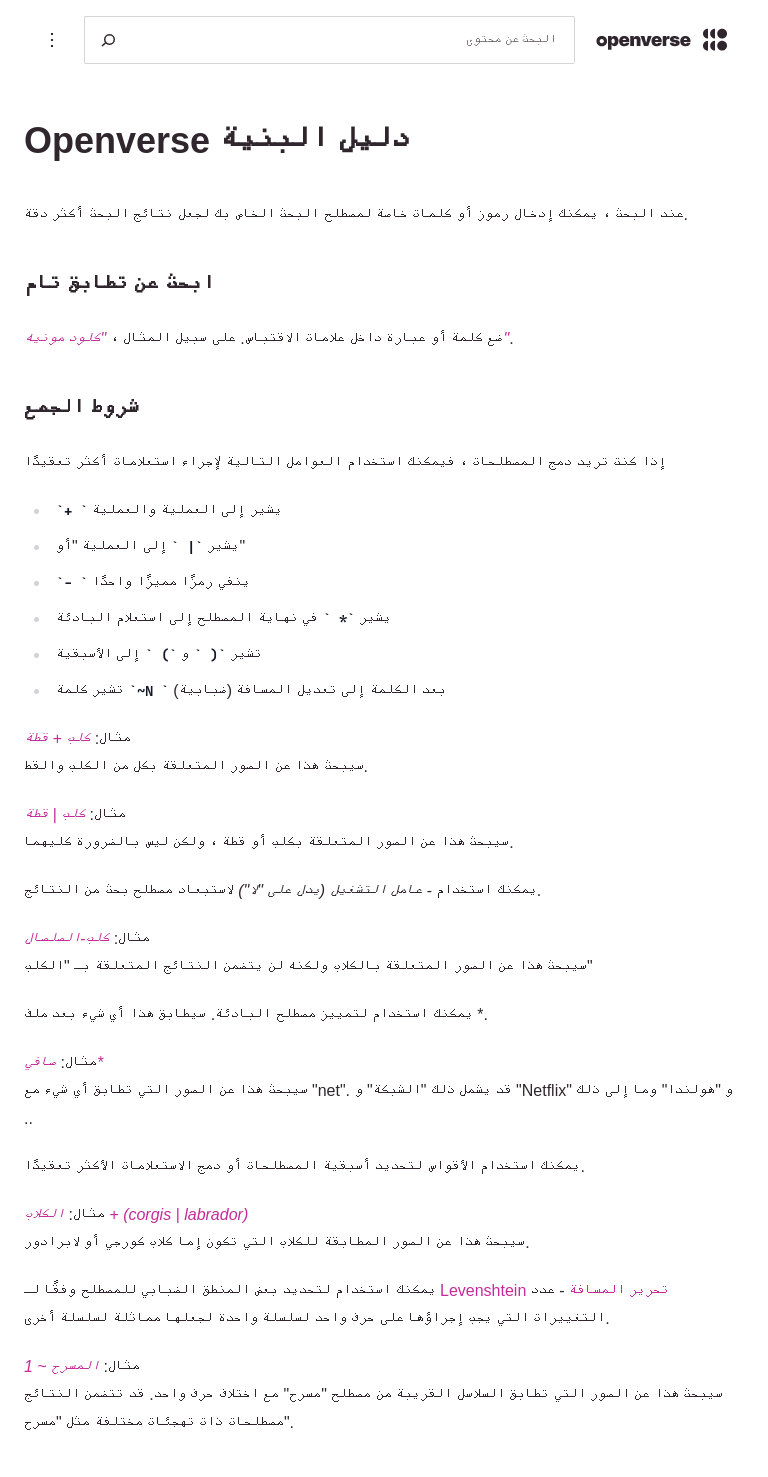 openverse
البحث عن محتوى
دليل البنية Openverse
عند البحث ، يمكنك إدخال رموز أو كلمات خاصة لمصطلح البحث الخاص بك لجعل نتائج البحث أكثر دقة.
ابحث عن تطابق تام
ضع كلمة أو عبارة داخل علامات الاقتباس. على سبيل المثال ، "كلود مونيه".
شروط الجمع
إذا كنت تريد دمج المصطلحات ، فيمكنك استخدام العوامل التالية لإجراء استعلامات أكثر تعقيدًا
يشير إلى العملية والعملية ` +`
يشير `| ` إلى العملية "أو"
ينفي رمزًا مميزًا واحدًا ` -`
يشير `* ` في نهاية المصطلح إلى استعلام البادئة
تشير `( ` و `) ` إلى الأسبقية
بعد الكلمة إلى تعديل المسافة (ضبابية) ` N~` تشير كلمة
مثال: كلب + قطة
سيبحث هذا عن الصور المتعلقة بكل من الكلب والقط.
مثال: كلب | قطة
سيبحث هذا عن الصور المتعلقة بكلب أو قطة ، ولكن ليس بالضرورة كليهما.
يمكنك استخدام - عامل التشغيل (يدل على "لا") لاستبعاد مصطلح بحث من النتائج.
مثال: كلب-الصلصال
سيبحث هذا عن الصور المتعلقة بالكلاب ولكنه لن يتضمن النتائج المتعلقة بـ "الكلب"
يمكنك استخدام لتمييز مصطلح البادئة. سيطابق هذا أي شيء بعد ملف *.
مثال: صافي*
سيبحث هذا عن الصور التي تطابق أي شيء مع "net". قد يشمل ذلك "الشبكة" و "Netflix" و "هولندا" وما إلى ذلك
..
يمكنك استخدام الأقواس لتحديد أسبقية المصطلحات أو دمج الاستعلامات الأكثر تعقيدًا.
مثال: الكلاب + (corgis | labrador)
سيبحث هذا عن الصور المطابقة للكلاب التي تكون إما كلاب كورجي أو لابرادور.
يمكنك استخدام لتحديد بعض المنطق الضبابي للمصطلح وفقًا لـ Levenshtein تحرير المسافة - عدد
التغييرات التي يجب إجراؤها على حرف واحد لسلسلة واحدة لجعلها مماثلة لسلسلة أخرى.
مثال: المسرح ~ 1
سيبحث هذا عن الصور التي تطابق السلاسل القريبة من مصطلح "مسرح" مع اختلاف حرف واحد. قد تتضمن النتائج
مصطلحات ذات تهجئات مختلفة مثل "مسرح".